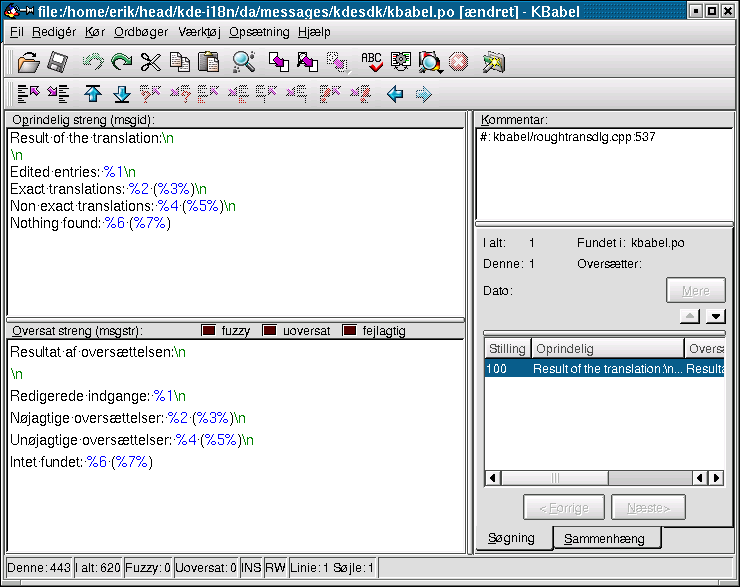 file:/home/erik/head/kde-i18n/da/messages/kdesdk/kbabel.po [ændret] - KBabel
Fil Redigér Kør Ordbøger Værktøj Opsætning Hjælp
ABC
Oprindelig streng (msgid):
Result of the translation:\n
\n
Edited entries: %1\n
Exact translations: %2 (%3%)\n
Non exact translations: %4 (%5%)\n
Nothing found: %6 (%7%)
Oversat streng (msgstr): fuzzy uoversat fejlagtig
Resultat af oversættelsen:\n
\n
Redigerede indgange: %1\n
Nøjagtige oversættelser: %2 (%3%)\n
Unøjagtige oversættelser: %4 (%5%)\n
Intet fundet: %6 (%7%)
Kommentar:
#: kbabel/roughtransdlg.cpp:537
I alt: 1 Fundet i: kbabel.po
Denne: 1 Oversætter:
Dato: Mere
Stilling Oprindelig Overs
100 Result of the translation:\n... Resulta
< Forrige Næste>
Søgning Sammenhæng
Denne: 443 I alt: 620 Fuzzy: 0 Uoversat: 0 INS RW Linie: 1 Søjle: 1